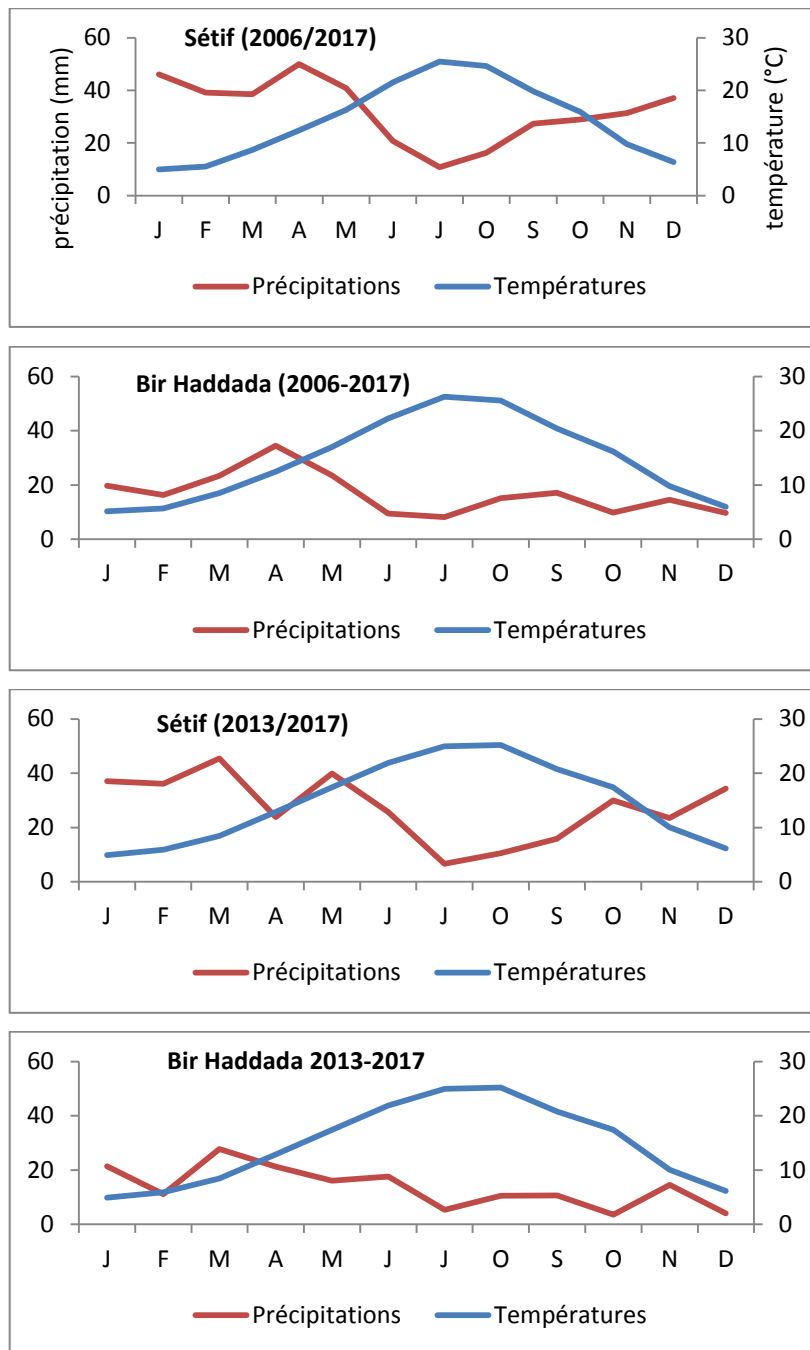 Sétif (2006/2017)
précipitation (mm)
60 40 20 0
température (°C)
30 20 10 0
J F M A M J J O S O N D
Précipitations Températures
Bir Haddada (2006-2017)
60 40 20 0
30 20 10 0
J F M A M J J O S O N D
Précipitations Températures
Sétif (2013/2017)
60 40 20 0
30 20 10 0
J F M A M J J O S O N D
Précipitations Températures
Bir Haddada 2013-2017
60 40 20 0
30 20 10 0
J F M A M J J O S O N D
Précipitations Températures